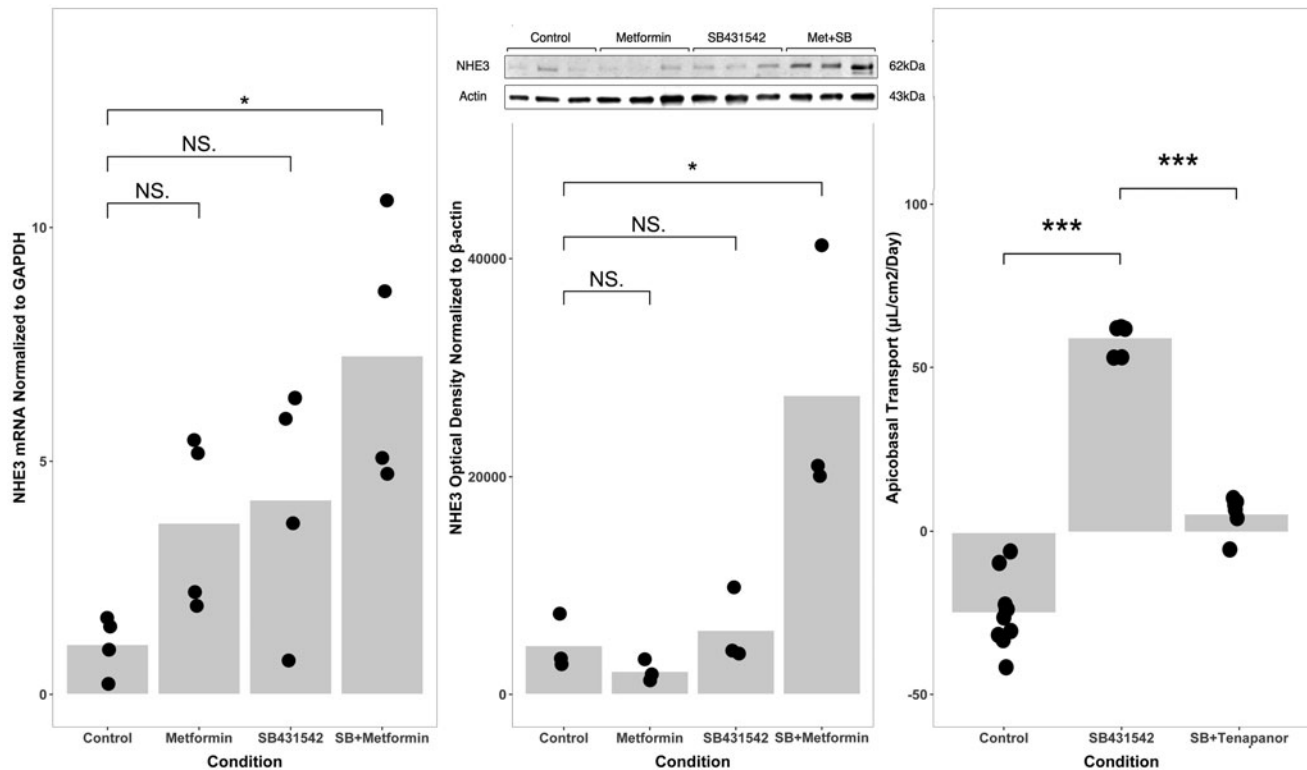 *
NS.
NS.
10
5
0
NHE3 mRNA Normalized to GAPDH
Control Metformin SB431542 SB+Metformin
Condition
Control Metformin SB431542 Met+SB
NHE3 62kDa
Actin 43kDa
*
NS.
NS.
40000
20000
0
NHE3 Optical Density Normalized to β-actin
Control Metformin SB431542 SB+Metformin
Condition
***
***
100
50
0
-50
Apicobasal Transport (µL/cm2/Day)
Control SB431542 SB+Tenapanor
Condition